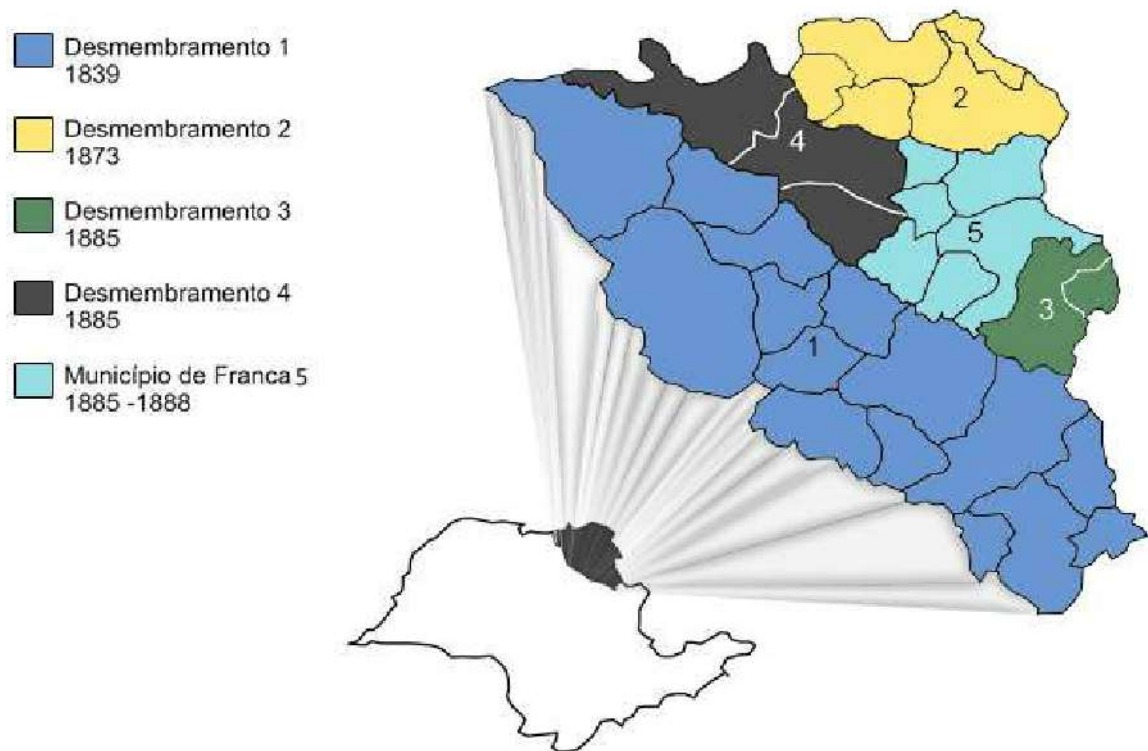 Desmembramento 1
1839
Desmembramento 2
1873
Desmembramento 3
1885
Desmembramento 4
1885
Município de Franca 5
1885 -1888
2
4
5
3
1